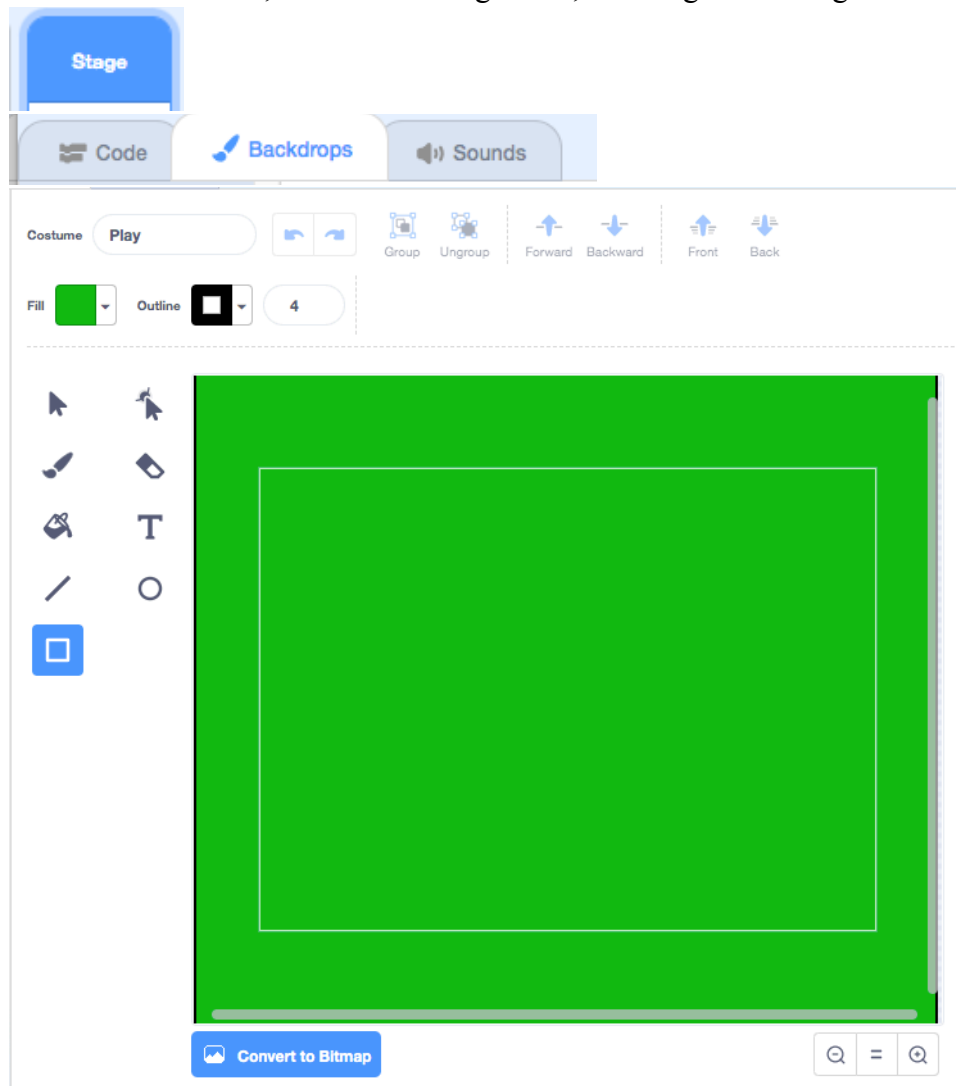 Stage
Code Backdrops Sounds
Costume Play Group Ungroup Forward Backward Front Back
Fill Outline 4
T
Convert to Bitmap